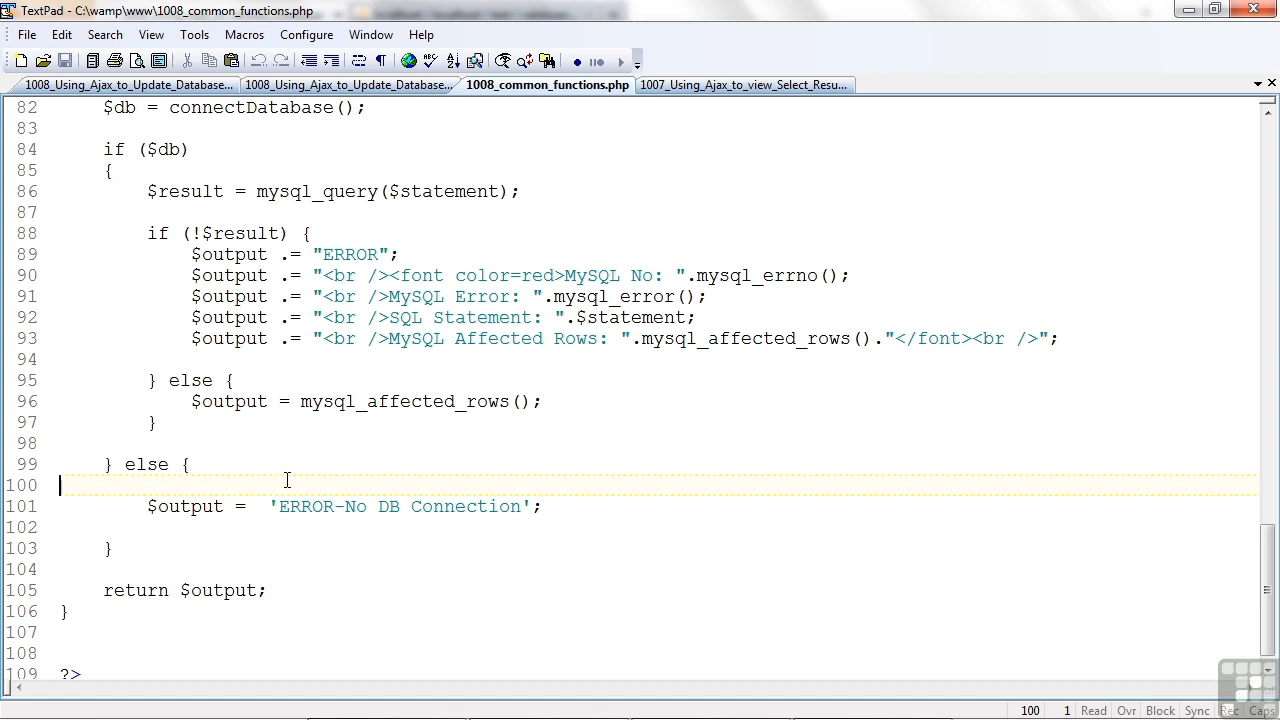 TextPad - C:\wamp\www\1008_common_functions.php
File Edit Search View Tools Macros Configure Window Help
1008_Using_Ajax_to_Update_Database... 1008_Using_Ajax_to_Update_Database... 1008_common_functions.php 1007_Using_Ajax_to_view_Select_Resu...
82 $db = connectDatabase();
83
84 if ($db)
85 {
86 $result = mysql_query($statement);
87
88 if (!$result) {
89 $output .= "ERROR";
90 $output .= "<br /><font color=red>MySQL No: ".mysql_errno();
91 $output .= "<br />MySQL Error: ".mysql_error();
92 $output .= "<br />SQL Statement: ".$statement;
93 $output .= "<br />MySQL Affected Rows: ".mysql_affected_rows()."</font><br />";
94
95 } else {
96 $output = mysql_affected_rows();
97 }
98
99 } else {
100
101 $output =  'ERROR-No DB Connection';
102
103 }
104
105 return $output;
106 }
107
108
109 ?>
100 1 Read Ovr Block Sync Rec Caps